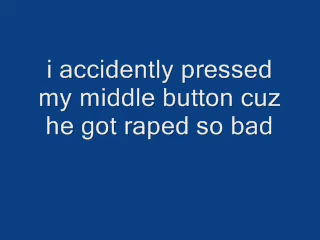 i accidently pressed
my middle button cuz
he got raped so bad